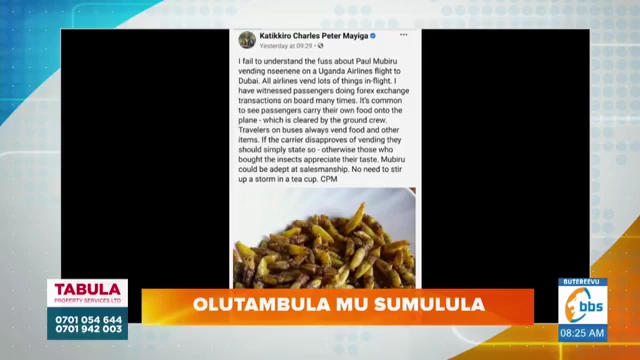 Katikkiro Charles Peter Mayiga
Yesterday at 09:29
I fail to understand the fuss about Paul Mubiru
vending nseenene on a Uganda Airlines flight to
Dubai. All airlines vend lots of things in-flight. I
have witnessed passengers doing forex exchange
transactions on board many times. It's common
to see passengers carry their own food onto the
plane - which is cleared by the ground crew.
Travelers on buses always vend food and other
items. If the carrier disapproves of vending they
should simply state so - otherwise those who
bought the insects appreciate their taste. Mubiru
could be adept at salesmanship. No need to stir
up a storm in a tea cup. CPM
TABULA
PROPERTY SERVICES LTD
0701 054 644
0701 942 003
OLUTAMBULA MU SUMULULA
BUTEREEVU
bbs
08:25 AM